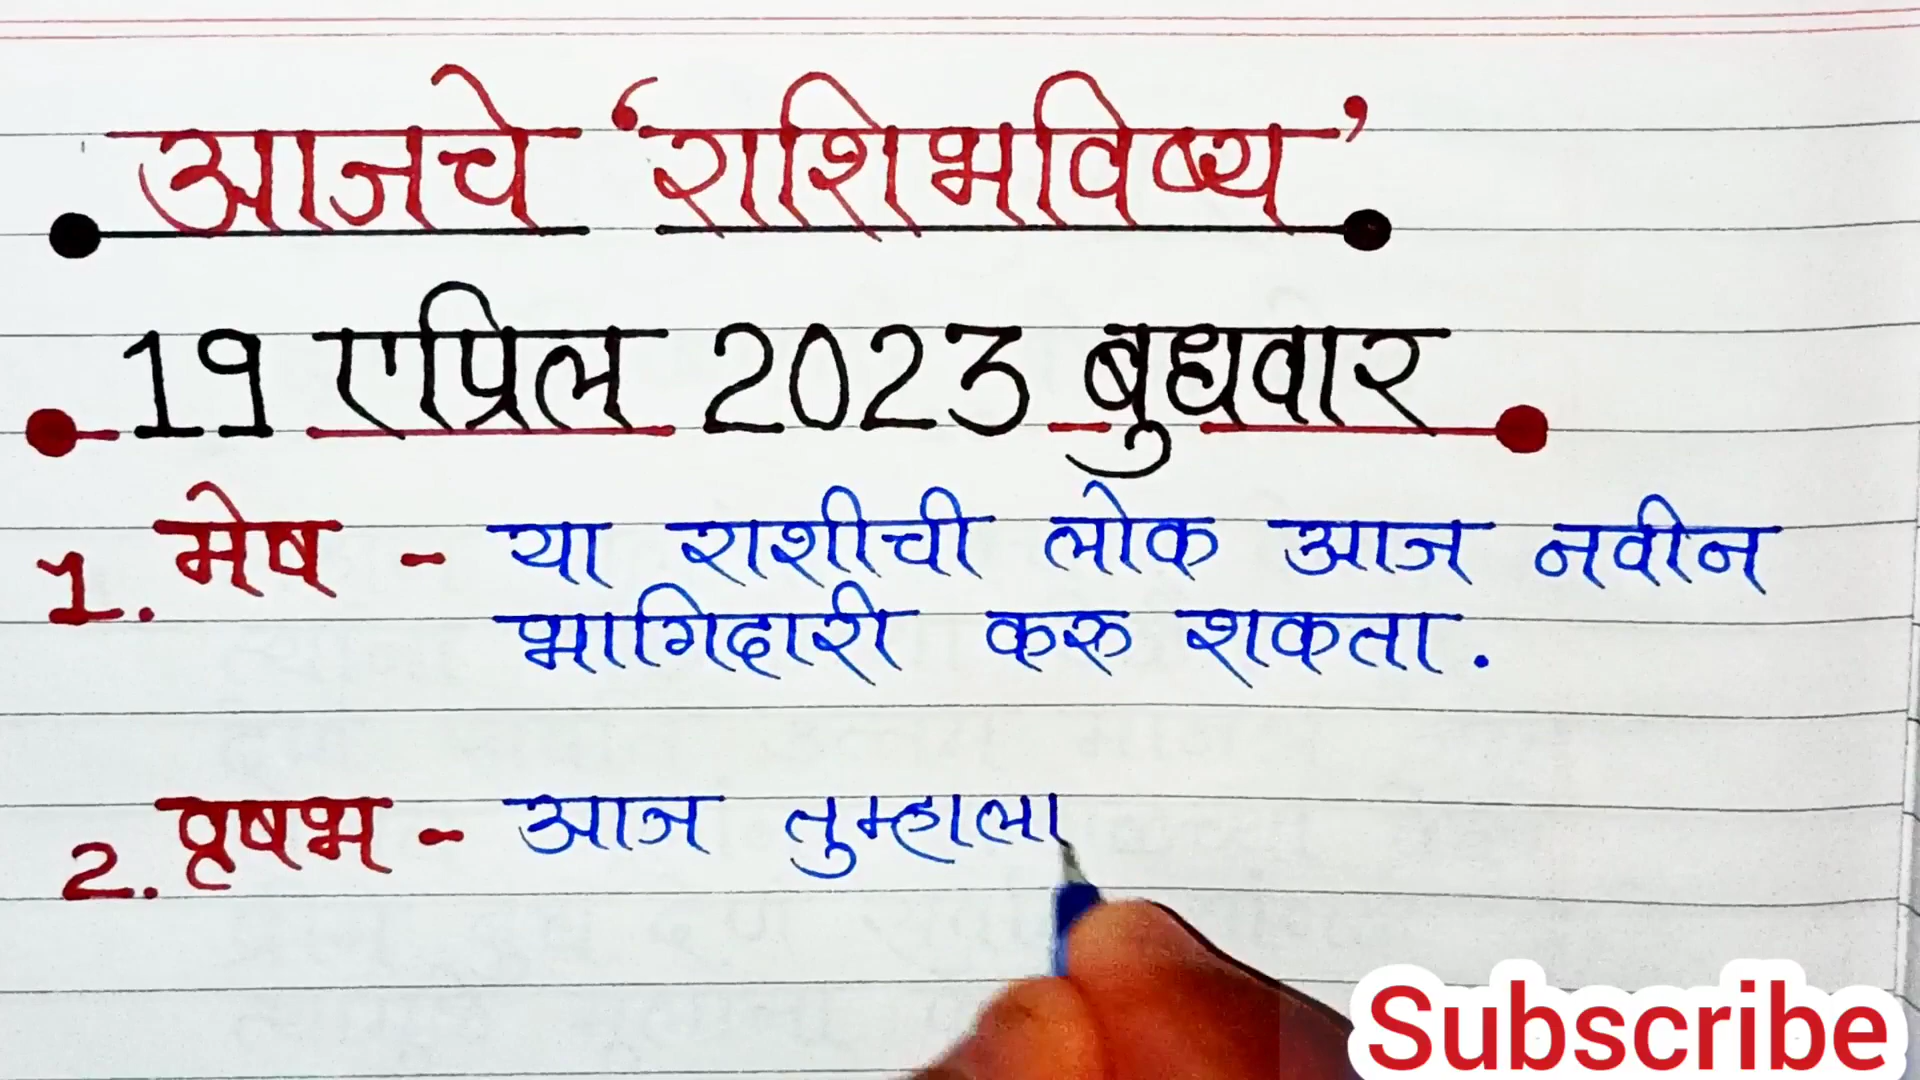 आजचे ‘राशिभविष्य’
19 एप्रिल 2023 बुधवार
1. मेष - या राशीची लोक आज नवीन
भागिदारी करू शकता.
2. वृषभ - आज तुम्हाला
Subscribe